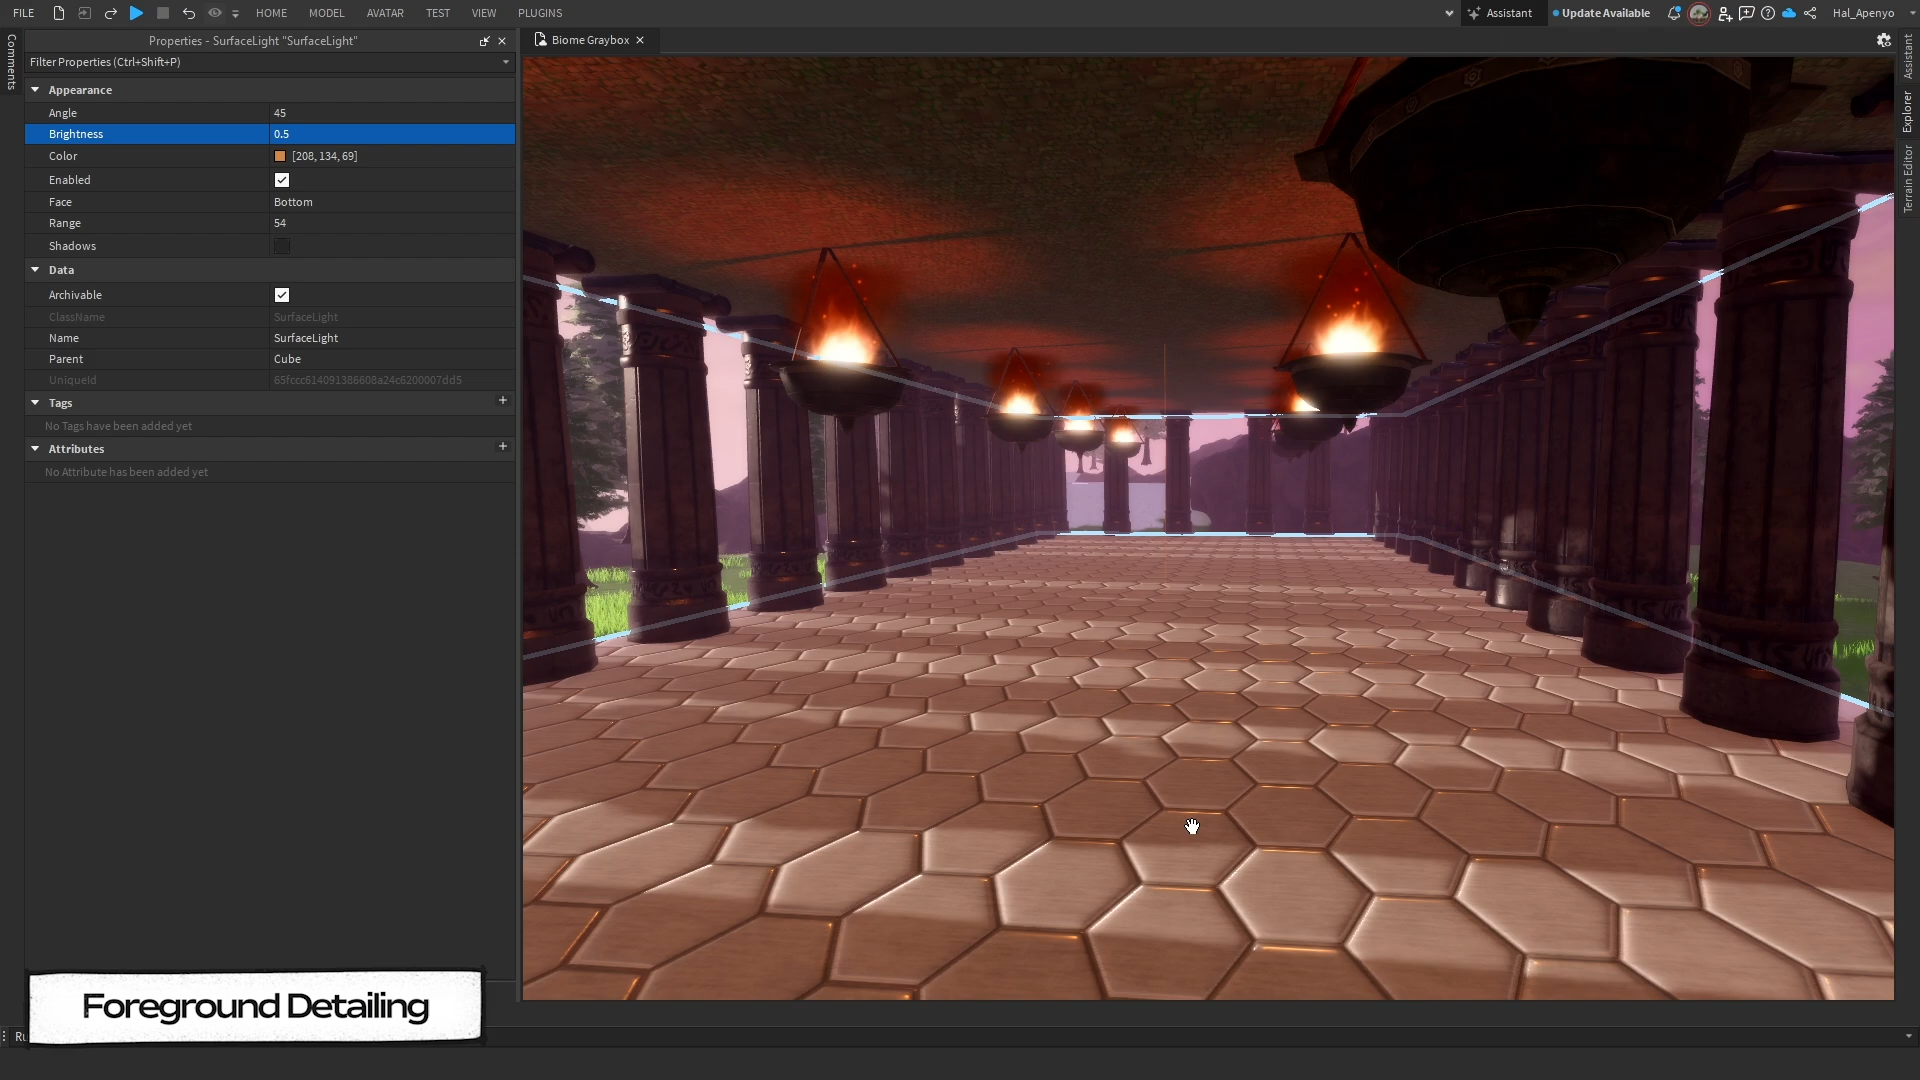 FILE HOME MODEL AVATAR TEST VIEW PLUGINS Assistant Update Available Hal_Apenyo
Comments
Properties - SurfaceLight "SurfaceLight"
Filter Properties (Ctrl+Shift+P)
Appearance
Angle 45
Brightness 0.5
Color [208, 134, 69]
Enabled
Face Bottom
Range 54
Shadows
Data
Archivable
ClassName SurfaceLight
Name SurfaceLight
Parent Cube
UniqueId 65fccc614091386608a24c6200007dd5
Tags
No Tags have been added yet
Attributes
No Attribute has been added yet
Biome Graybox
Assistant
Explorer
Terrain Editor
Foreground Detailing